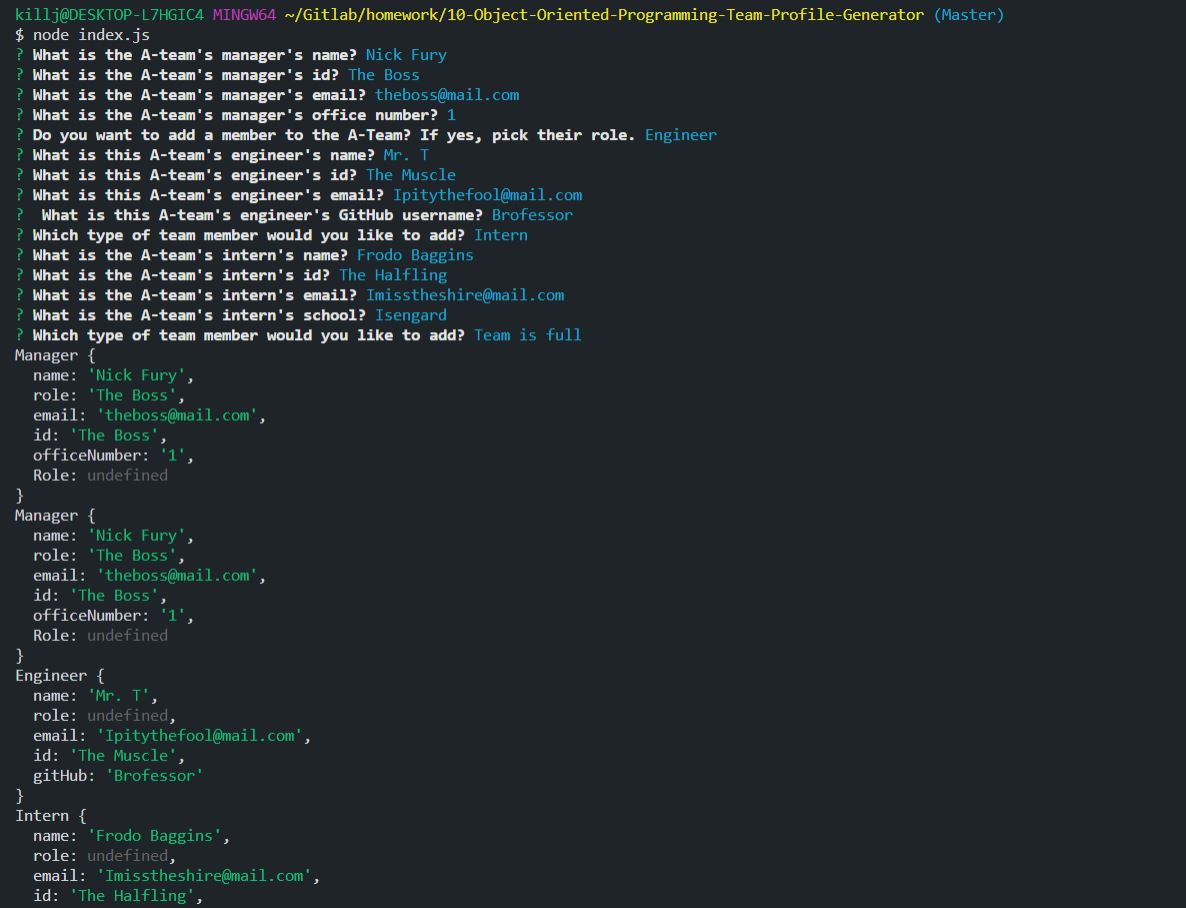 killj@DESKTOP-L7HGIC4 MINGW64 ~/Gitlab/homework/10-Object-Oriented-Programming-Team-Profile-Generator (Master)
$ node index.js
? What is the A-team's manager's name? Nick Fury
? What is the A-team's manager's id? The Boss
? What is the A-team's manager's email? theboss@mail.com
? What is the A-team's manager's office number? 1
? Do you want to add a member to the A-Team? If yes, pick their role. Engineer
? What is this A-team's engineer's name? Mr. T
? What is this A-team's engineer's id? The Muscle
? What is this A-team's engineer's email? Ipitythefool@mail.com
?  What is this A-team's engineer's GitHub username? Brofessor
? Which type of team member would you like to add? Intern
? What is the A-team's intern's name? Frodo Baggins
? What is the A-team's intern's id? The Halfling
? What is the A-team's intern's email? Imisstheshire@mail.com
? What is the A-team's intern's school? Isengard
? Which type of team member would you like to add? Team is full
Manager {
  name: 'Nick Fury',
  role: 'The Boss',
  email: 'theboss@mail.com',
  id: 'The Boss',
  officeNumber: '1',
  Role: undefined
}
Manager {
  name: 'Nick Fury',
  role: 'The Boss',
  email: 'theboss@mail.com',
  id: 'The Boss',
  officeNumber: '1',
  Role: undefined
}
Engineer {
  name: 'Mr. T',
  role: undefined,
  email: 'Ipitythefool@mail.com',
  id: 'The Muscle',
  gitHub: 'Brofessor'
}
Intern {
  name: 'Frodo Baggins',
  role: undefined,
  email: 'Imisstheshire@mail.com',
  id: 'The Halfling',